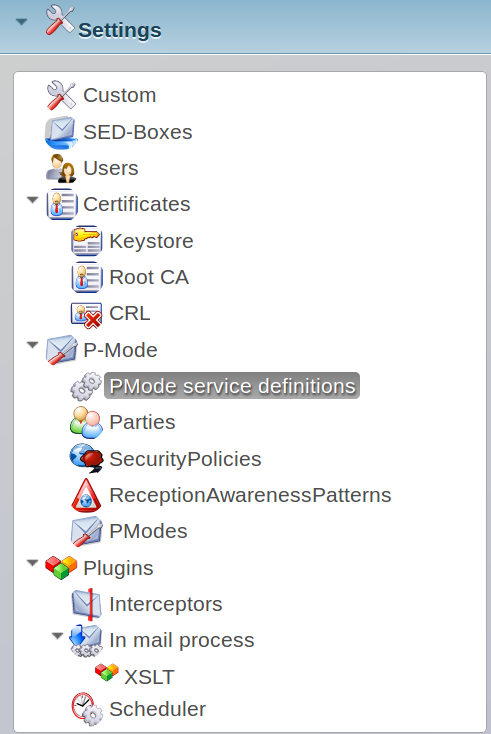 Settings
Custom
SED-Boxes
Users
Certificates
Keystore
Root CA
CRL
P-Mode
PMode service definitions
Parties
SecurityPolicies
ReceptionAwarenessPatterns
PModes
Plugins
Interceptors
In mail process
XSLT
Scheduler